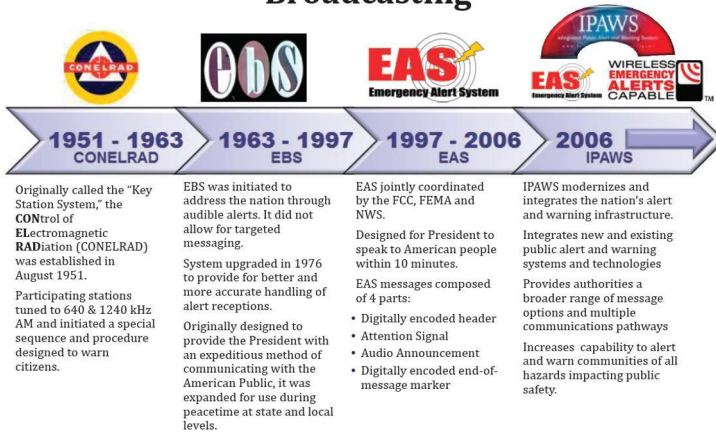 Broadcasting
CONELRAD
ebs
EAS
Emergency Alert System
IPAWS
Integrated Public Alert and Warning System
EAS
Emergency Alert System
WIRELESS
EMERGENCY
ALERTS
CAPABLE
TM
1951 - 1963
CONELRAD
1963 - 1997
EBS
1997 - 2006
EAS
2006
IPAWS
Originally called the “Key
Station System,” the
CONtrol of
ELectromagnetic
RADiation (CONELRAD)
was established in
August 1951.
Participating stations
tuned to 640 & 1240 kHz
AM and initiated a special
sequence and procedure
designed to warn
citizens.
EBS was initiated to
address the nation through
audible alerts. It did not
allow for targeted
messaging.
System upgraded in 1976
to provide for better and
more accurate handling of
alert receptions.
Originally designed to
provide the President with
an expeditious method of
communicating with the
American Public, it was
expanded for use during
peacetime at state and local
levels.
EAS jointly coordinated
by the FCC, FEMA and
NWS.
Designed for President to
speak to American people
within 10 minutes.
EAS messages composed
of 4 parts:
• Digitally encoded header
• Attention Signal
• Audio Announcement
• Digitally encoded end-of-
message marker
IPAWS modernizes and
integrates the nation’s alert
and warning infrastructure.
Integrates new and existing
public alert and warning
systems and technologies
Provides authorities a
broader range of message
options and multiple
communications pathways
Increases capability to alert
and warn communities of all
hazards impacting public
safety.